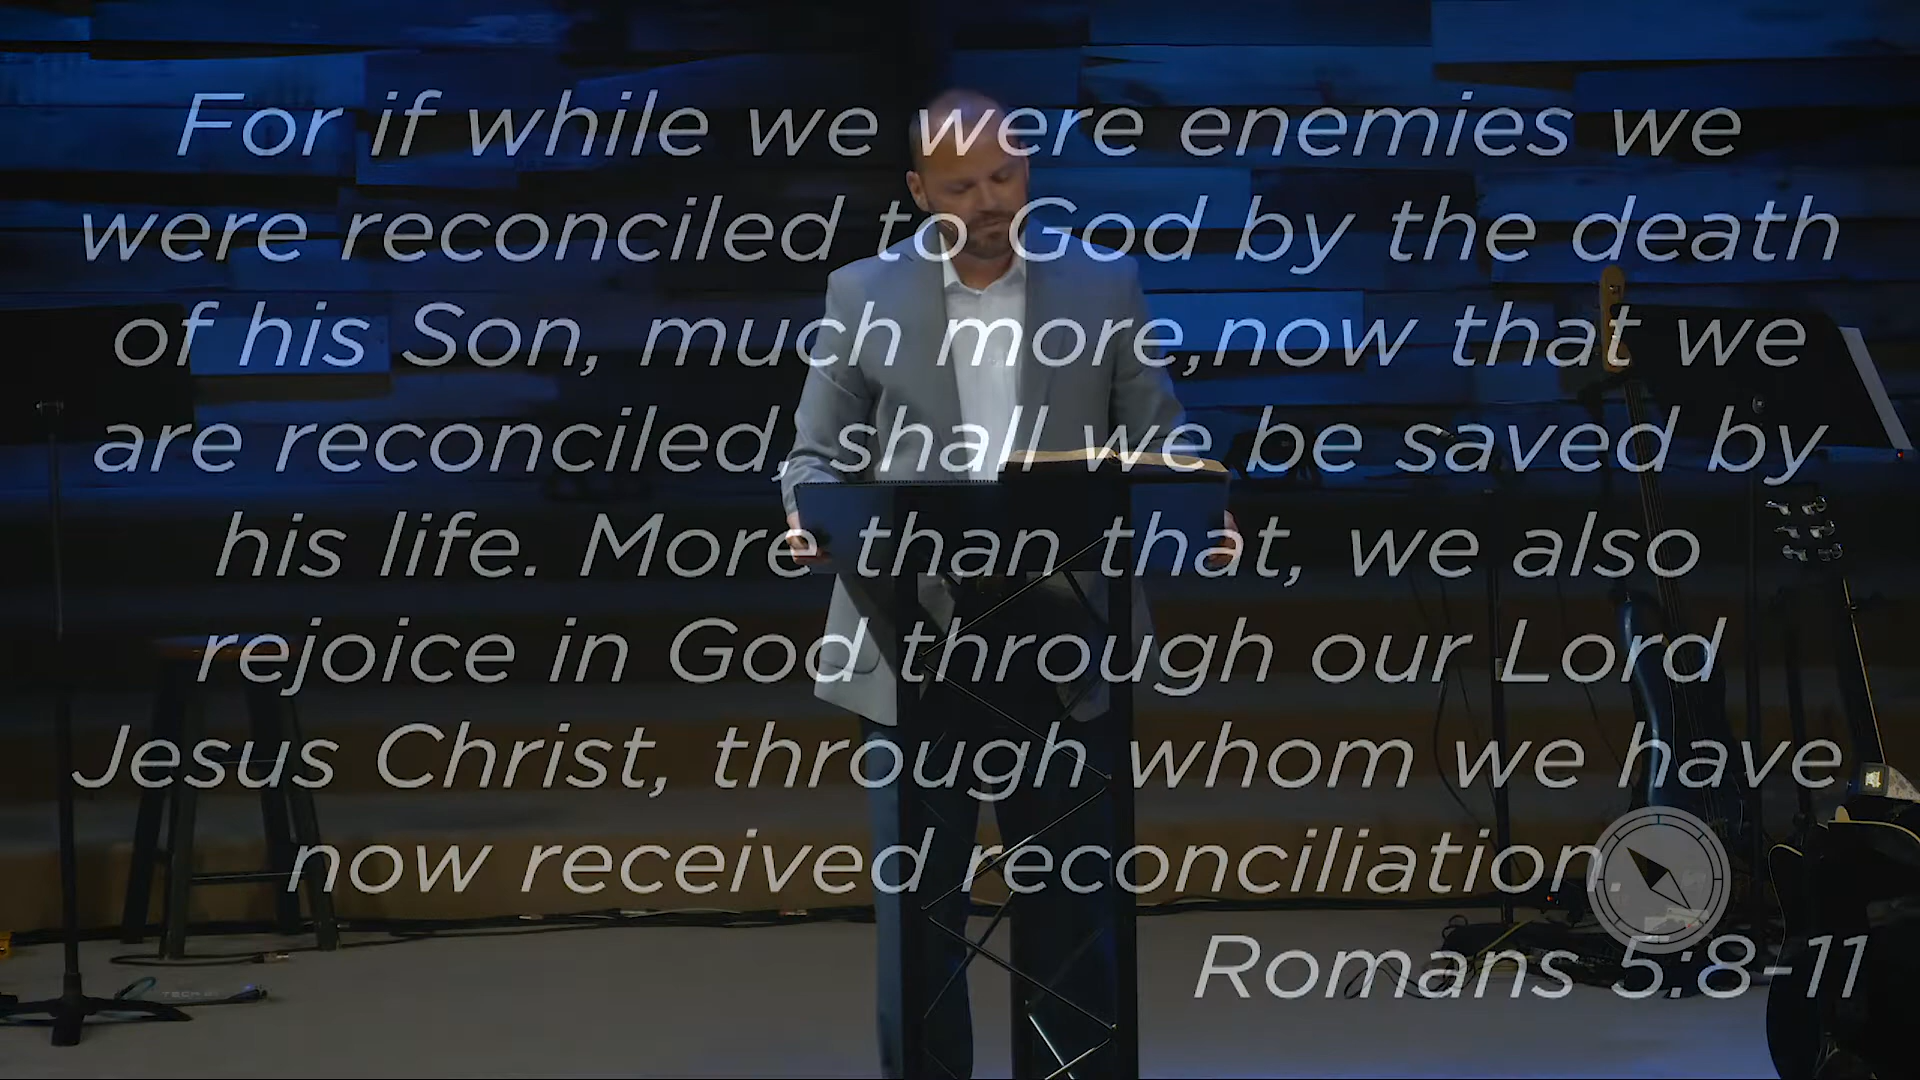 For if while we were enemies we
were reconciled to God by the death
of his Son, much more,now that we
are reconciled, shall we be saved by
his life. More than that, we also
rejoice in God through our Lord
Jesus Christ, through whom we have
now received reconciliation.
Romans 5:8-11